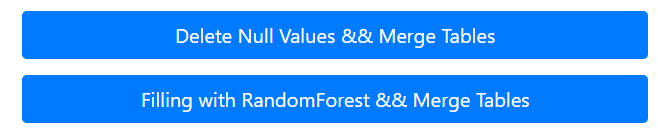 Delete Null Values && Merge Tables
Filling with RandomForest && Merge Tables